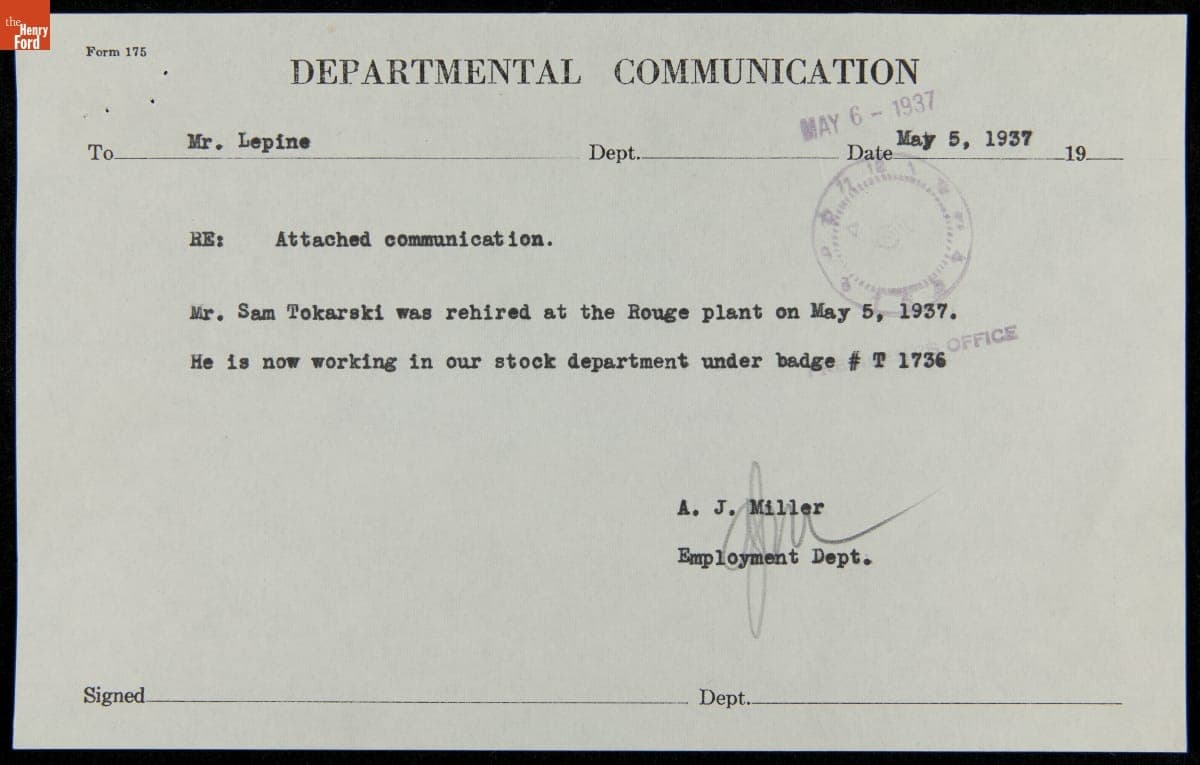 the
Henry
Ford
Form 175
DEPARTMENTAL COMMUNICATION
MAY 6 - 1937
To Mr. Lepine Dept. Date May 5, 1937 19
RE: Attached communication.
Mr. Sam Tokarski was rehired at the Rouge plant on May 5, 1937.
OFFICE
He is now working in our stock department under badge # T 1736
A. J. Miller
Employment Dept.
Signed Dept.